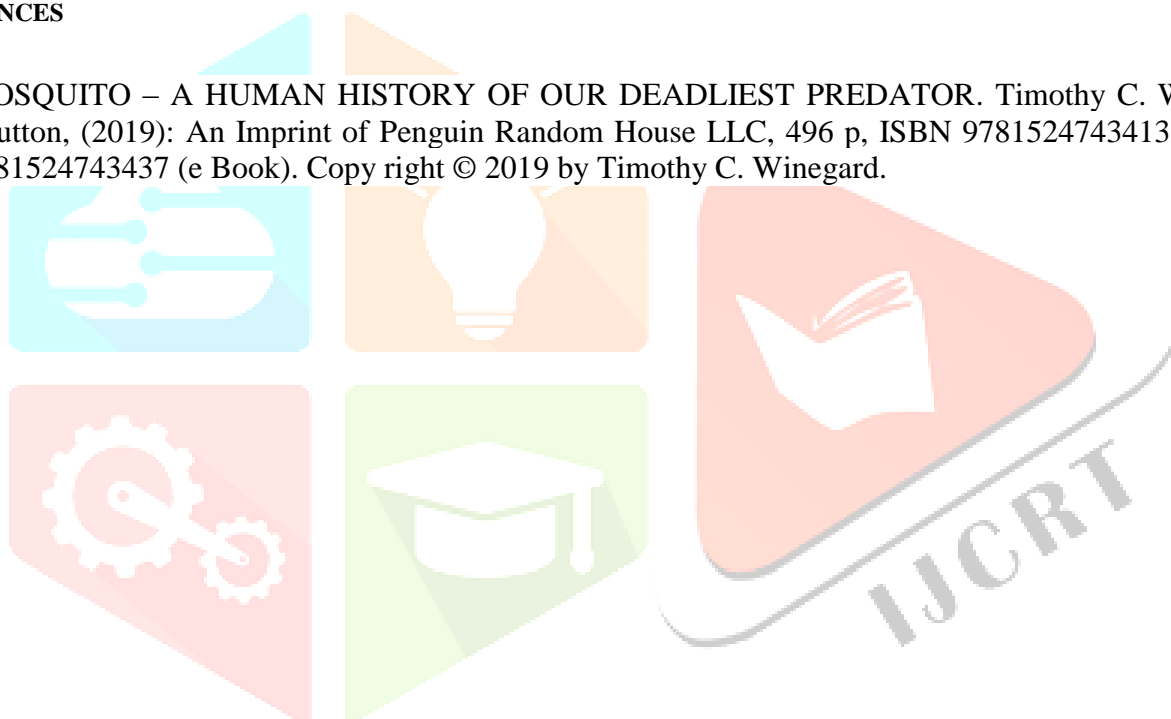 NCES
OSQUITO – A HUMAN HISTORY OF OUR DEADLIEST PREDATOR. Timothy C. W
utton, (2019): An Imprint of Penguin Random House LLC, 496 p, ISBN 9781524743413
81524743437 (e Book). Copy right © 2019 by Timothy C. Winegard.
IJCRT